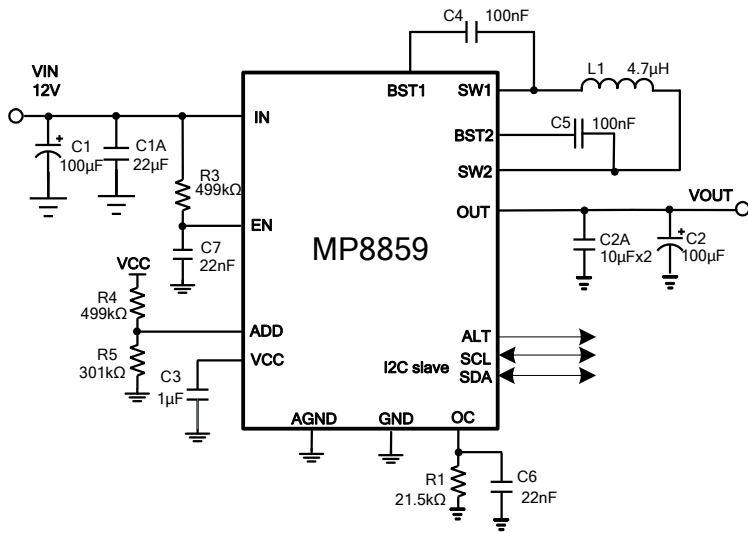 C4
100nF
VIN
12V
BST1
SW1
L1
4.7µH
IN
C5
100nF
BST2
C1
100µF
C1A
22µF
SW2
R3
499kΩ
VOUT
OUT
EN
MP8859
C7
22nF
C2A
10µFx2
C2
100µF
VCC
R4
499kΩ
ADD
ALT
R5
301kΩ
VCC
I2C slave
SCL
SDA
C3
1µF
AGND
GND
OC
R1
21.5kΩ
C6
22nF